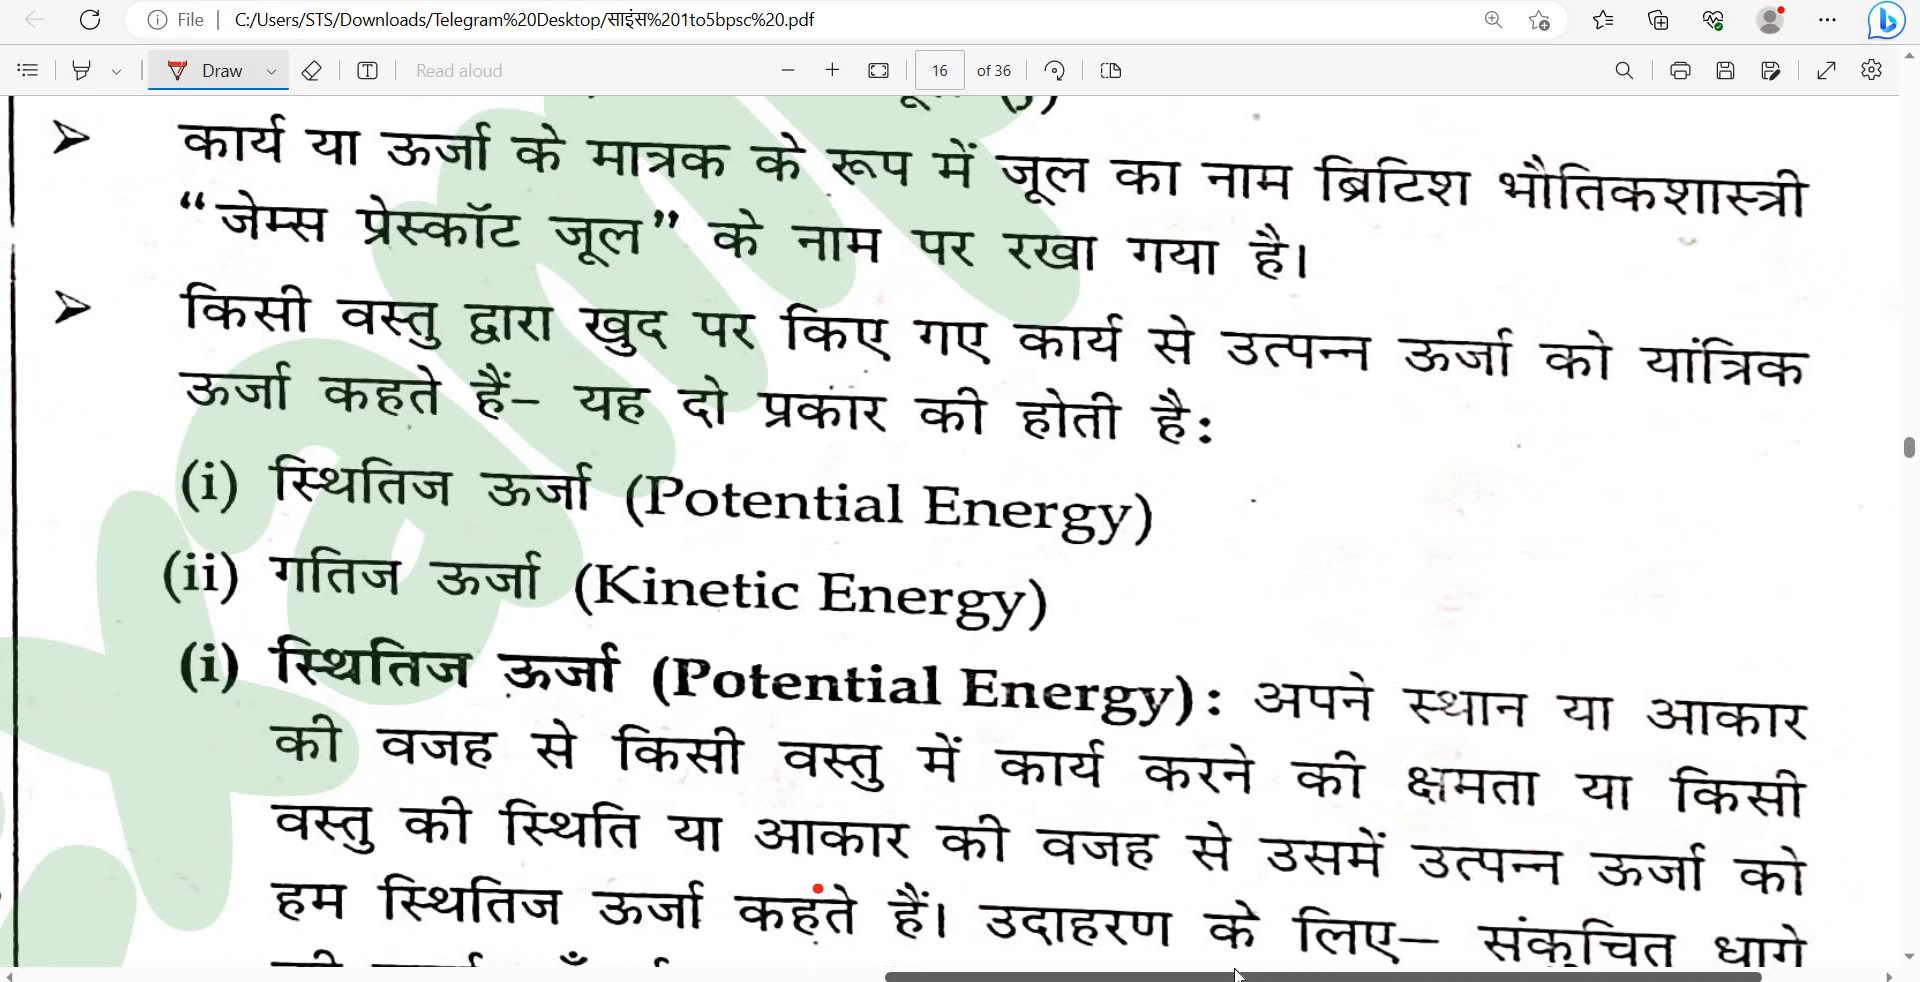 File C:/Users/STS/Downloads/Telegram%20Desktop/साइंस%201to5bpsc%20.pdf
Draw Read aloud 16 of 36
कार्य या ऊर्जा के मात्रक के रूप में जूल का नाम ब्रिटिश भौतिकशास्त्री
“जेम्स प्रेस्कॉट जूल” के नाम पर रखा गया है।
किसी वस्तु द्वारा खुद पर किए गए कार्य से उत्पन्न ऊर्जा को यांत्रिक
ऊर्जा कहते हैं– यह दो प्रकार की होती है:
(i) स्थितिज ऊर्जा (Potential Energy)
(ii) गतिज ऊर्जा (Kinetic Energy)
(i) स्थितिज ऊर्जा (Potential Energy): अपने स्थान या आकार
की वजह से किसी वस्तु में कार्य करने की क्षमता या किसी
वस्तु की स्थिति या आकार की वजह से उसमें उत्पन्न ऊर्जा को
हम स्थितिज ऊर्जा कहते हैं। उदाहरण के लिए– संकुचित धागे